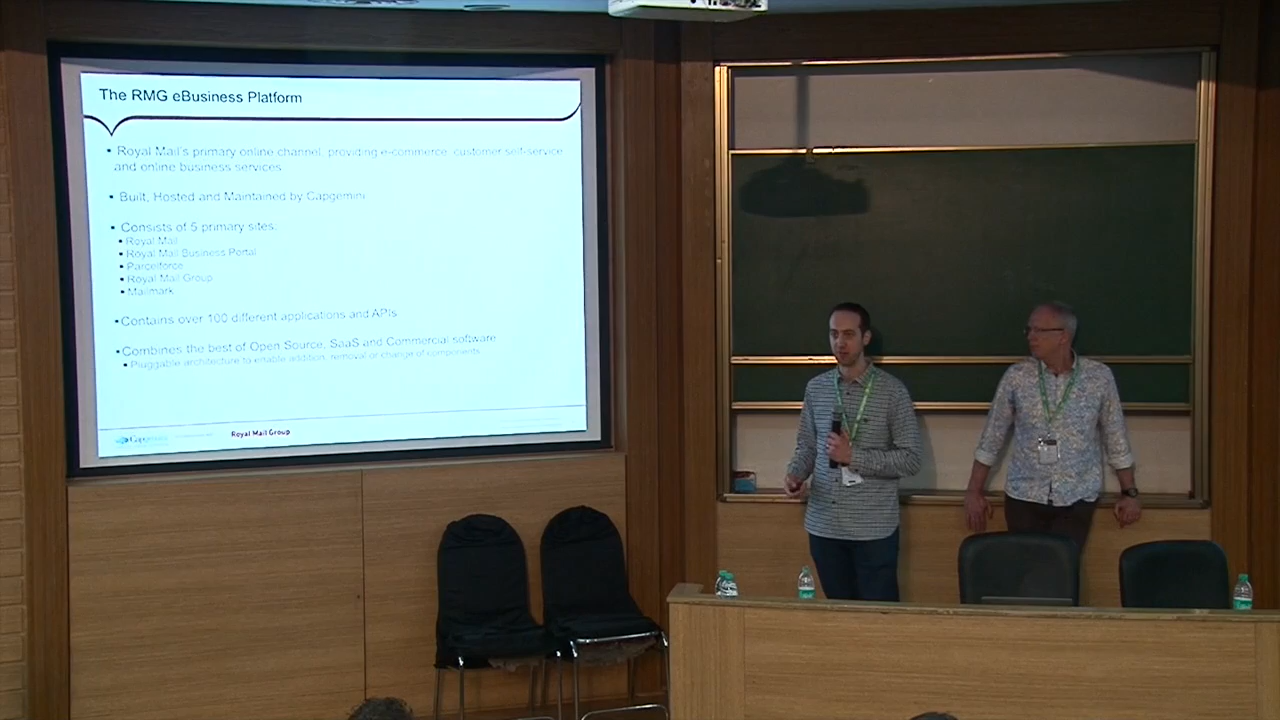 The RMG eBusiness Platform
▪ Royal Mail's primary online channel, providing e-commerce, customer self-service
and online business services
▪ Built, Hosted and Maintained by Capgemini
▪ Consists of 5 primary sites:
▪ Royal Mail
▪ Royal Mail Business Portal
▪ Parcelforce
▪ Royal Mail Group
▪ Mailmark
▪ Contains over 100 different applications and APIs
▪ Combines the best of Open Source, SaaS and Commercial software
▪ Pluggable architecture to enable addition, removal or change of components
Capgemini
Royal Mail Group